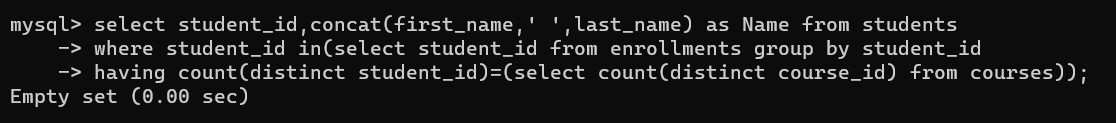 mysql> select student_id,concat(first_name,' ',last_name) as Name from students
    -> where student_id in(select student_id from enrollments group by student_id
    -> having count(distinct student_id)=(select count(distinct course_id) from courses));
Empty set (0.00 sec)